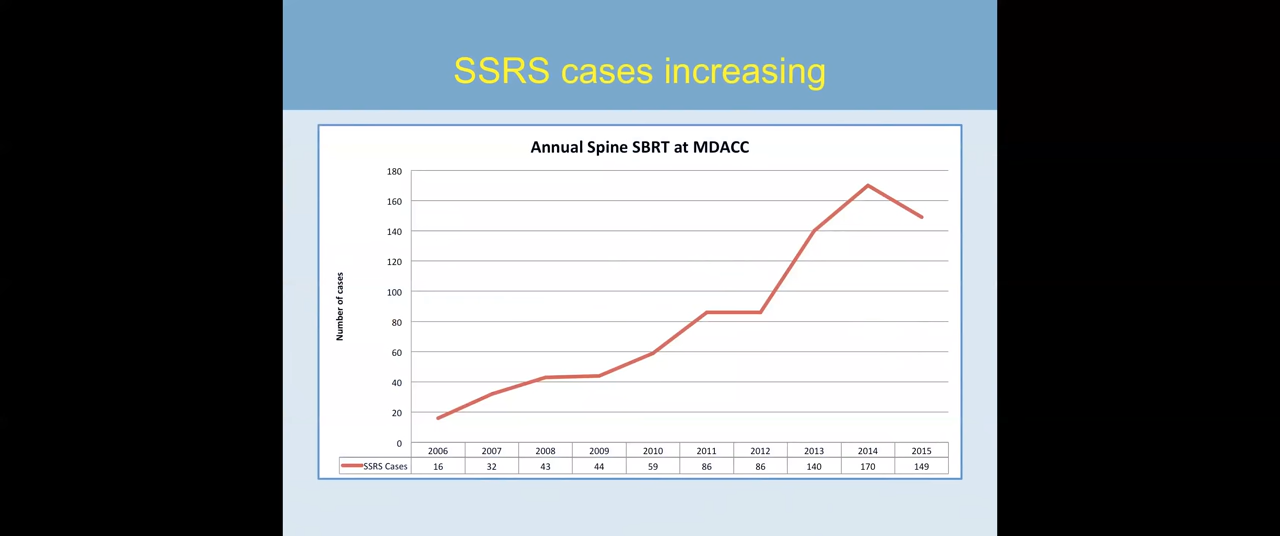 SSRS cases increasing
Annual Spine SBRT at MDACC
Number of cases
180
160
140
120
100
80
60
40
20
0
2006 2007 2008 2009 2010 2011 2012 2013 2014 2015
SSRS Cases 16 32 43 44 59 86 86 140 170 149